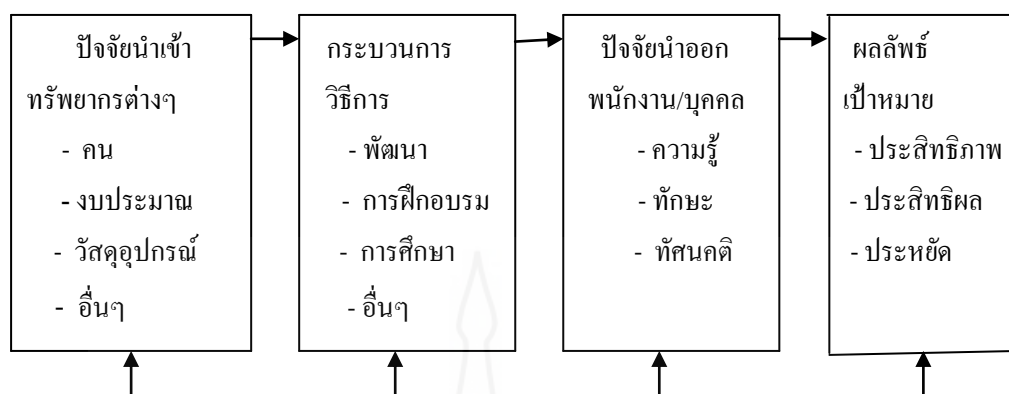 ปัจจัยนำเข้า
ทรัพยากรต่างๆ
- คน
- งบประมาณ
- วัสดุอุปกรณ์
- อื่นๆ
กระบวนการ
วิธีการ
- พัฒนา
- การฝึกอบรม
- การศึกษา
- อื่นๆ
ปัจจัยนำออก
พนักงาน/บุคคล
- ความรู้
- ทักษะ
- ทัศนคติ
ผลลัพธ์
เป้าหมาย
- ประสิทธิภาพ
- ประสิทธิผล
- ประหยัด